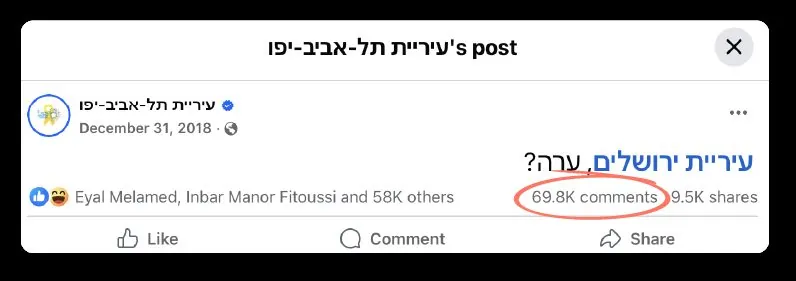 עיריית תל-אביב-יפו's post
עיריית תל-אביב-יפו
December 31, 2018 ·
עיריית ירושלים, ערה?
Eyal Melamed, Inbar Manor Fitoussi and 58K others 69.8K comments 9.5K shares
Like Comment Share